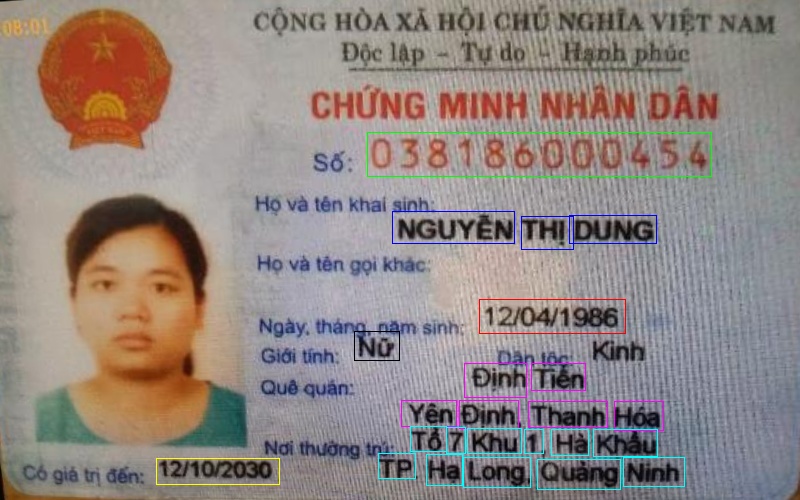 08:01
CỘNG HÒA XÃ HỘI CHỦ NGHĨA VIỆT NAM
Độc lập - Tự do - Hạnh phúc
CHỨNG MINH NHÂN DÂN
Số: 038186000454
Họ và tên khai sinh:
NGUYỄN THỊ DUNG
Họ và tên gọi khác:
Ngày, tháng, năm sinh: 12/04/1986
Giới tính: Nữ Dân tộc: Kinh
Quê quán: Định Tiến
Yên Định, Thanh Hóa
Nơi thường trú: Tổ 7 Khu 1, Hà Khẩu
TP Hạ Long, Quảng Ninh
Có giá trị đến: 12/10/2030